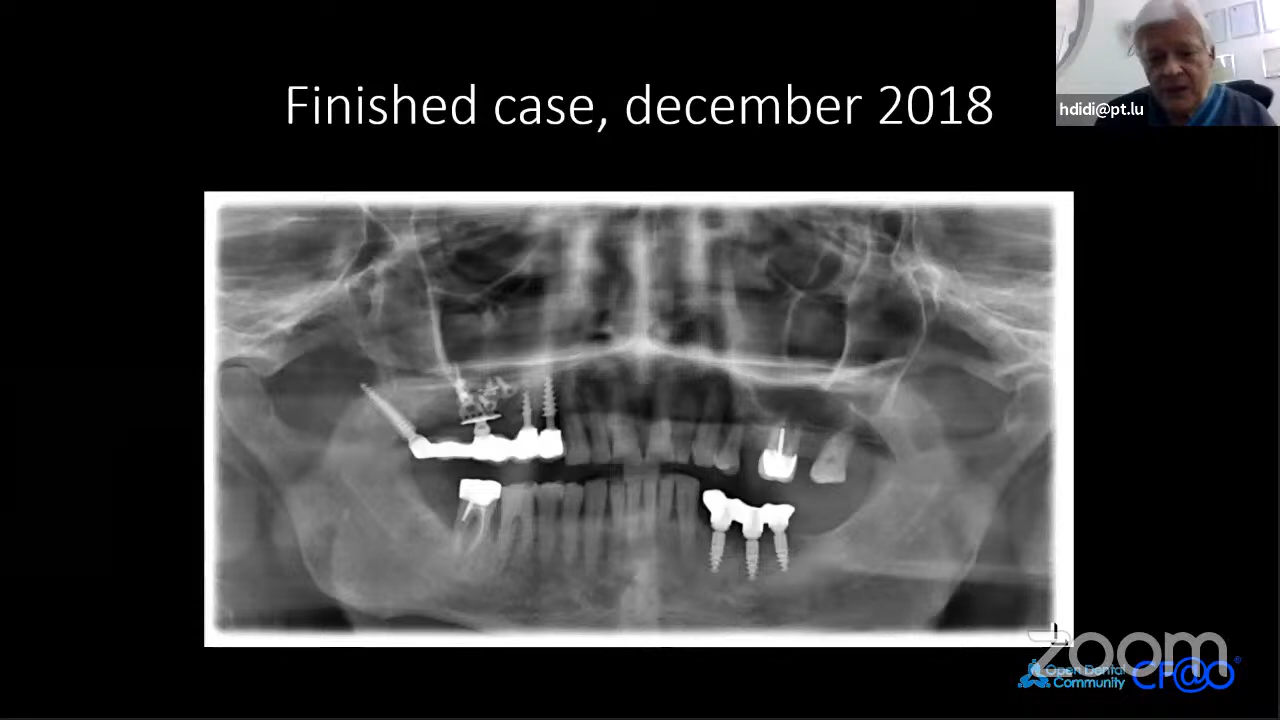 Finished case, december 2018
hdidi@pt.lu
zoom
Open Dental
Community
CF@O®
L